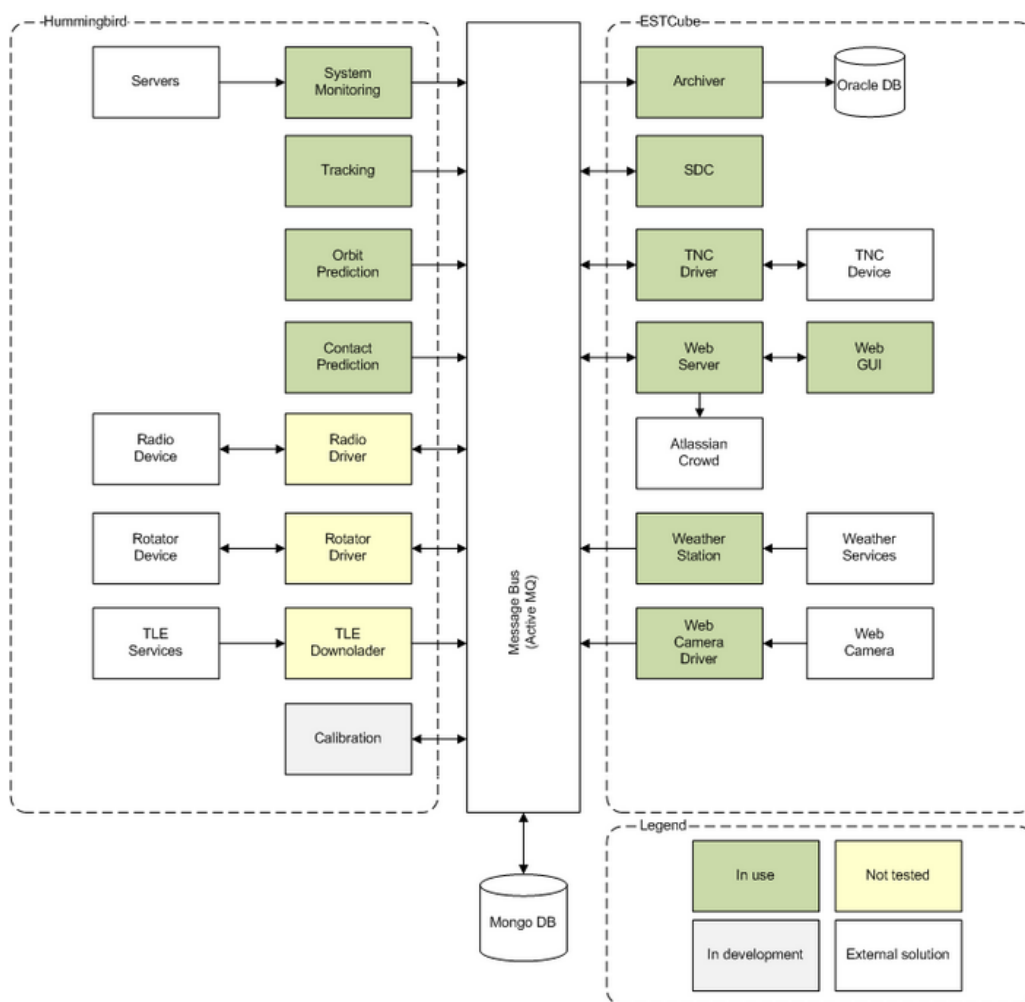 Hummingbird
ESTCube
Servers
System
Monitoring
Archiver
Oracle DB
Tracking
SDC
Orbit
Prediction
TNC
Driver
TNC
Device
Contact
Prediction
Web
Server
Web
GUI
Radio
Device
Radio
Driver
Atlassian
Crowd
Rotator
Device
Rotator
Driver
Weather
Station
Weather
Services
TLE
Services
TLE
Downolader
Message Bus
(Active MQ)
Web
Camera
Driver
Web
Camera
Calibration
Mongo DB
Legend
In use
Not tested
In development
External solution